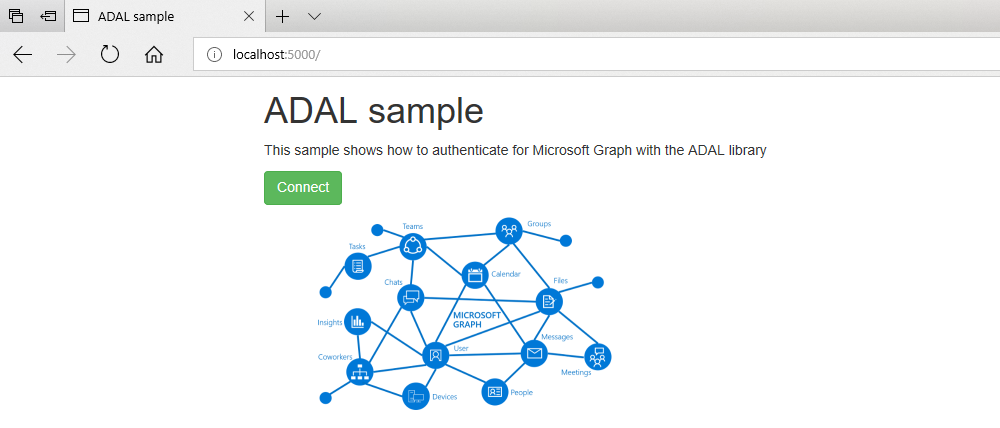 ADAL sample
localhost:5000/
ADAL sample
This sample shows how to authenticate for Microsoft Graph with the ADAL library
Connect
Teams
Groups
Tasks
Calendar
Chats
Files
MICROSOFT
GRAPH
Insights
Messages
User
Coworkers
Meetings
People
Devices